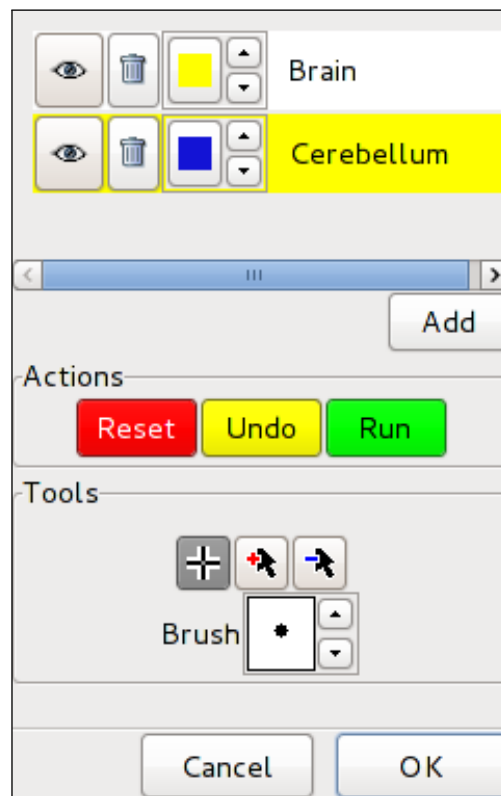 Brain
Cerebellum
Add
Actions
Reset Undo Run
Tools
Brush
Cancel OK